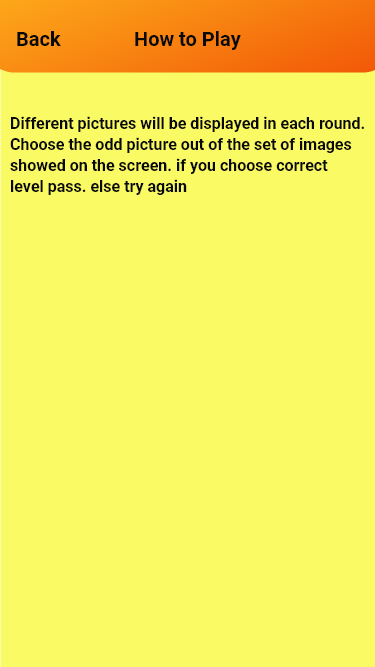 Back How to Play
Different pictures will be displayed in each round.
Choose the odd picture out of the set of images
showed on the screen. if you choose correct
level pass. else try again